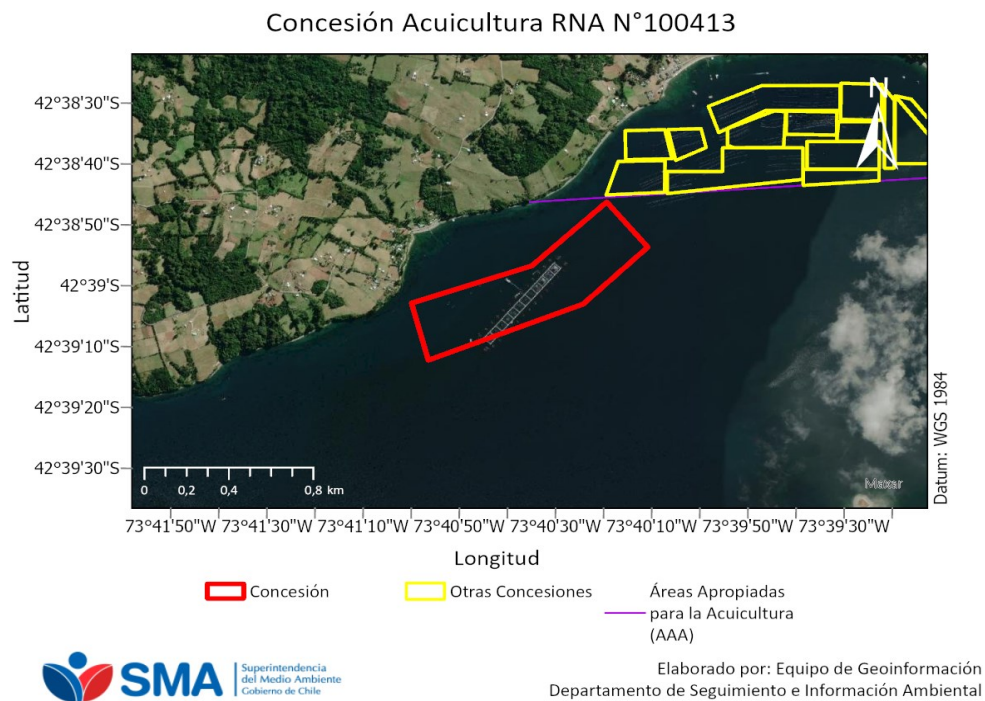 Concesión Acuicultura RNA N°100413
N
42°38'30"S
42°38'40"S
42°38'50"S
42°39'S
42°39'10"S
42°39'20"S
42°39'30"S
Latitud
Datum: WGS 1984
0 0,2 0,4 0,8 km
Maxar
73°41'50"W 73°41'30"W 73°41'10"W 73°40'50"W 73°40'30"W 73°40'10"W 73°39'50"W 73°39'30"W
Longitud
Concesión
Otras Concesiones
Áreas Apropiadas
para la Acuicultura
(AAA)
SMA
Superintendencia
del Medio Ambiente
Gobierno de Chile
Elaborado por: Equipo de Geoinformación
Departamento de Seguimiento e Información Ambiental